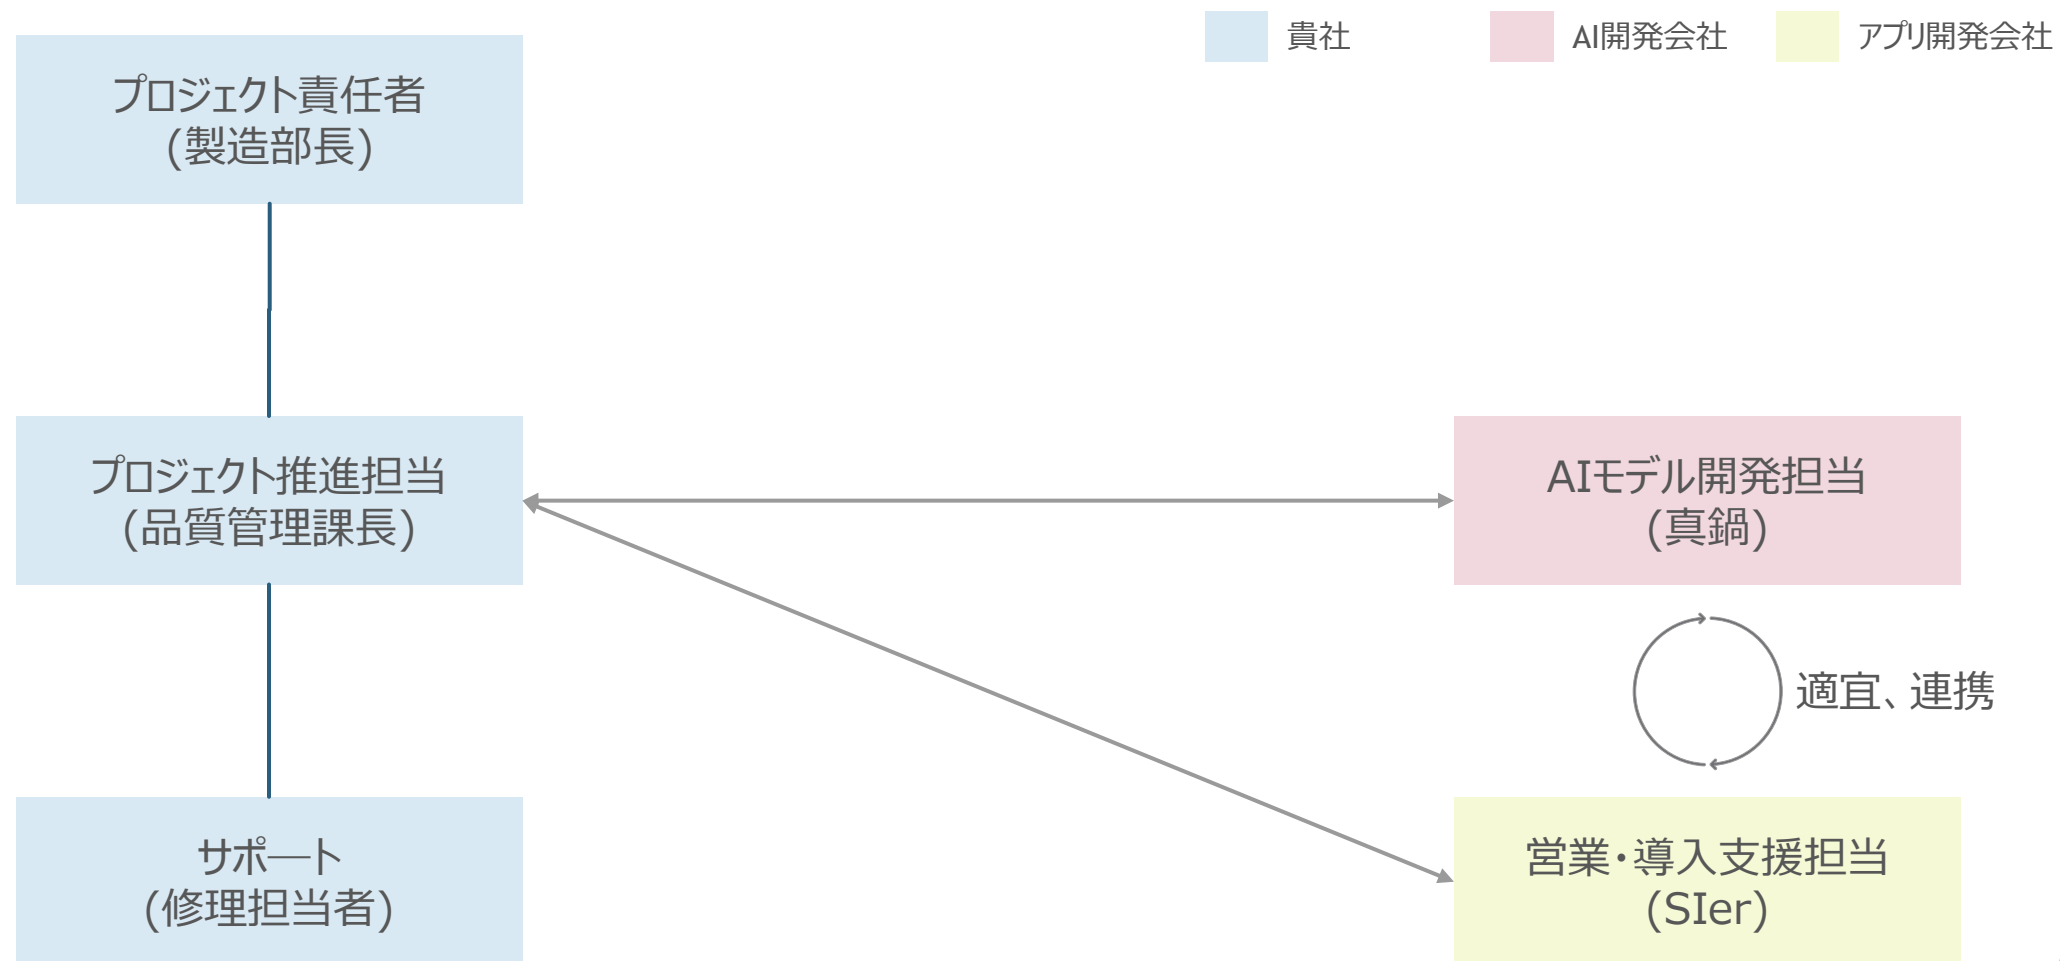 貴社
AI開発会社
アプリ開発会社
プロジェクト責任者
(製造部長)
プロジェクト推進担当
(品質管理課長)
AIモデル開発担当
(真鍋)
適宜、連携
サポート
(修理担当者)
営業・導入支援担当
(SIer)